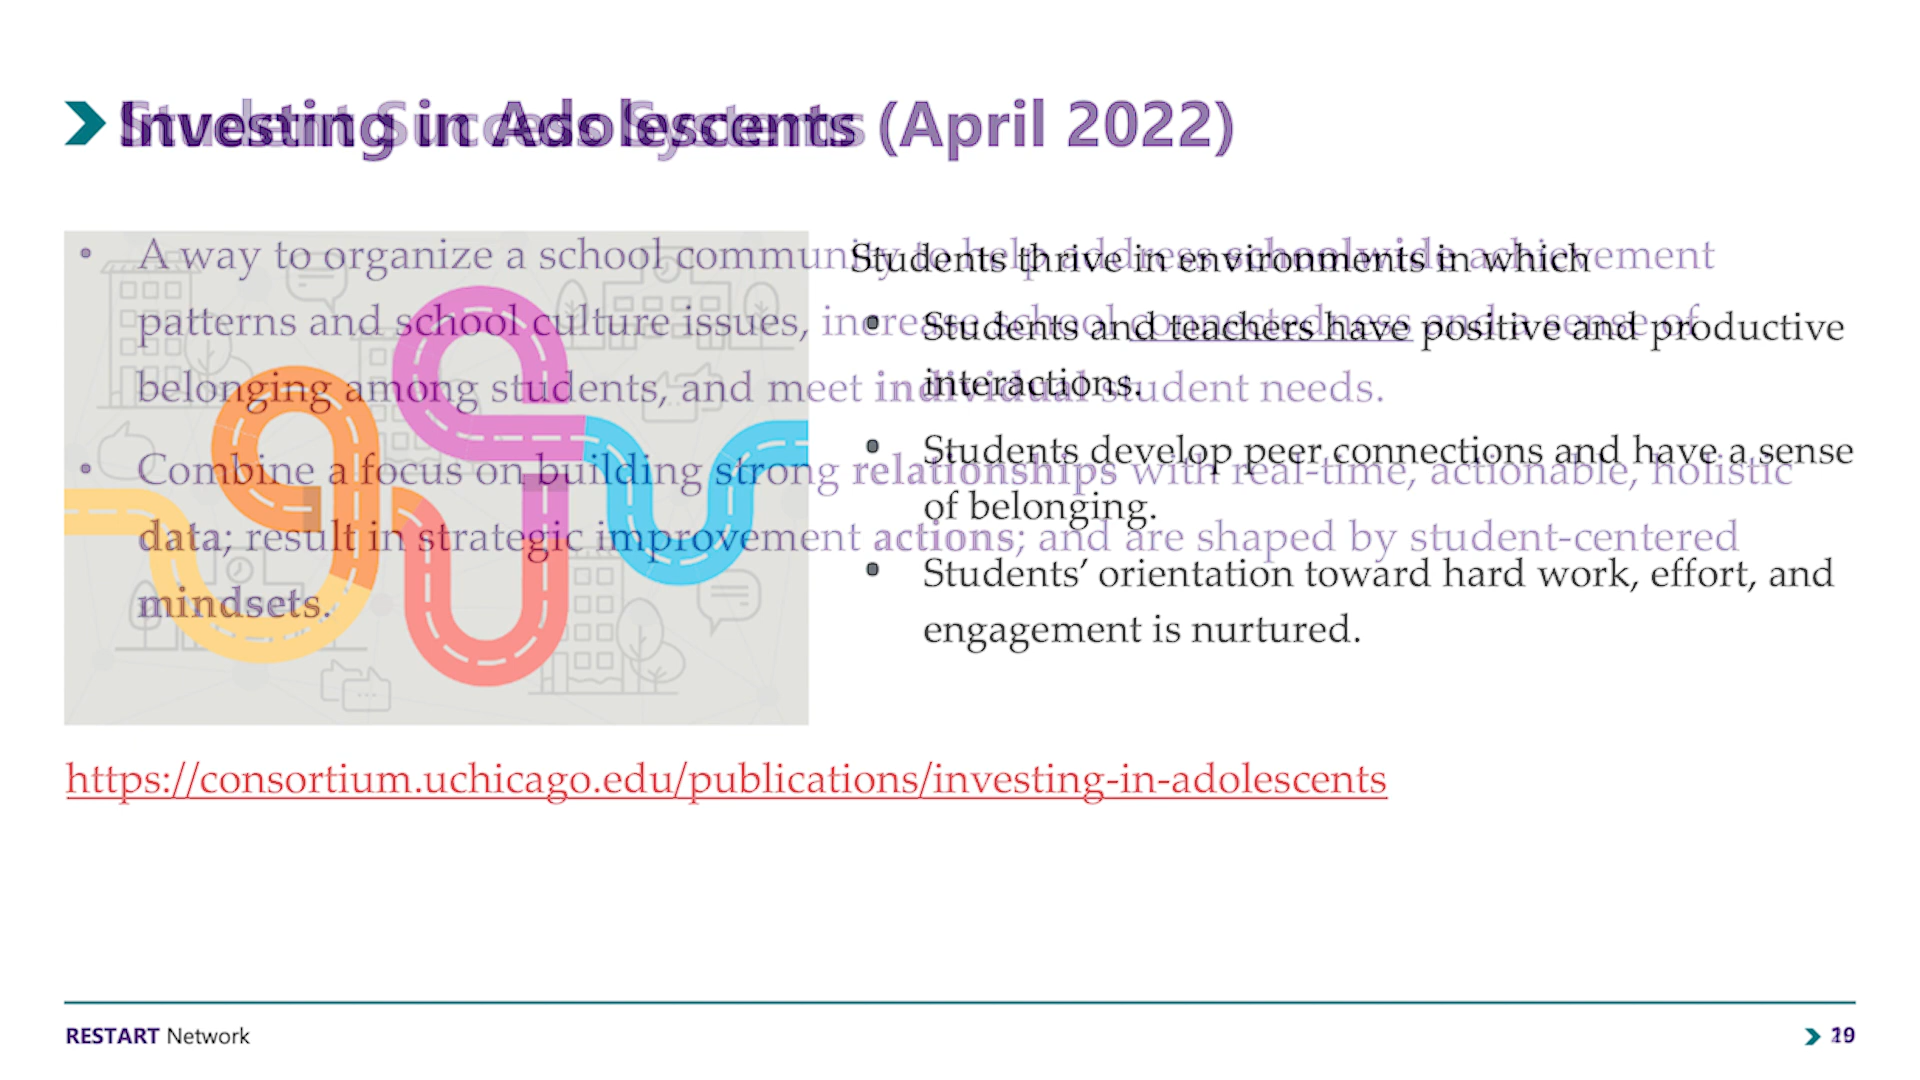 Investing in Adolescents (April 2022)
Student Success Systems
• A way to organize a school community to help address schoolwide achievement
patterns and school culture issues, increase school connectedness and a sense of
belonging among students, and meet individual student needs.
• Combine a focus on building strong relationships with real-time, actionable, holistic
data; result in strategic improvement actions; and are shaped by student-centered
mindsets.
Students thrive in environments in which
• Students and teachers have positive and productive
interactions.
• Students develop peer connections and have a sense
of belonging.
• Students’ orientation toward hard work, effort, and
engagement is nurtured.
https://consortium.uchicago.edu/publications/investing-in-adolescents
RESTART Network